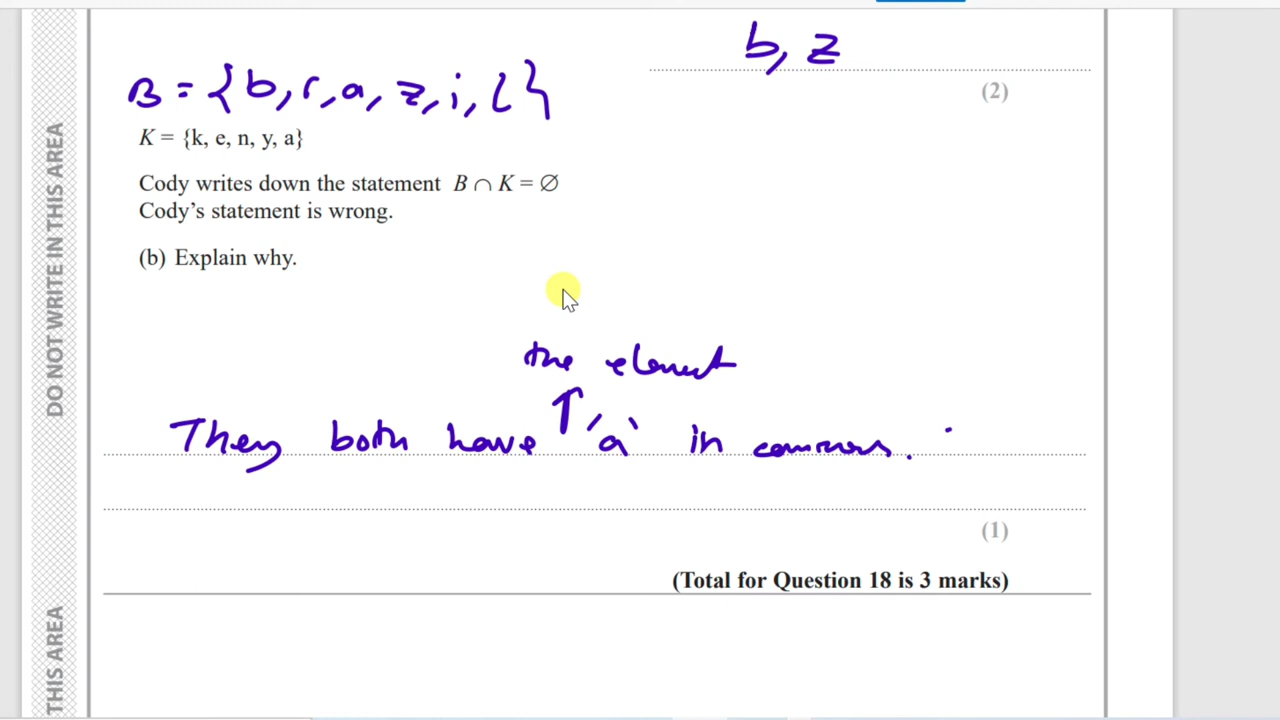 b, z
(2)
B = {b, r, a, z, i, l}
K = {k, e, n, y, a}
Cody writes down the statement B ∩ K = ∅
Cody's statement is wrong.
(b) Explain why.
the element
They both have ↑ 'a' in common.
(1)
(Total for Question 18 is 3 marks)
DO NOT WRITE IN THIS AREA
THIS AREA